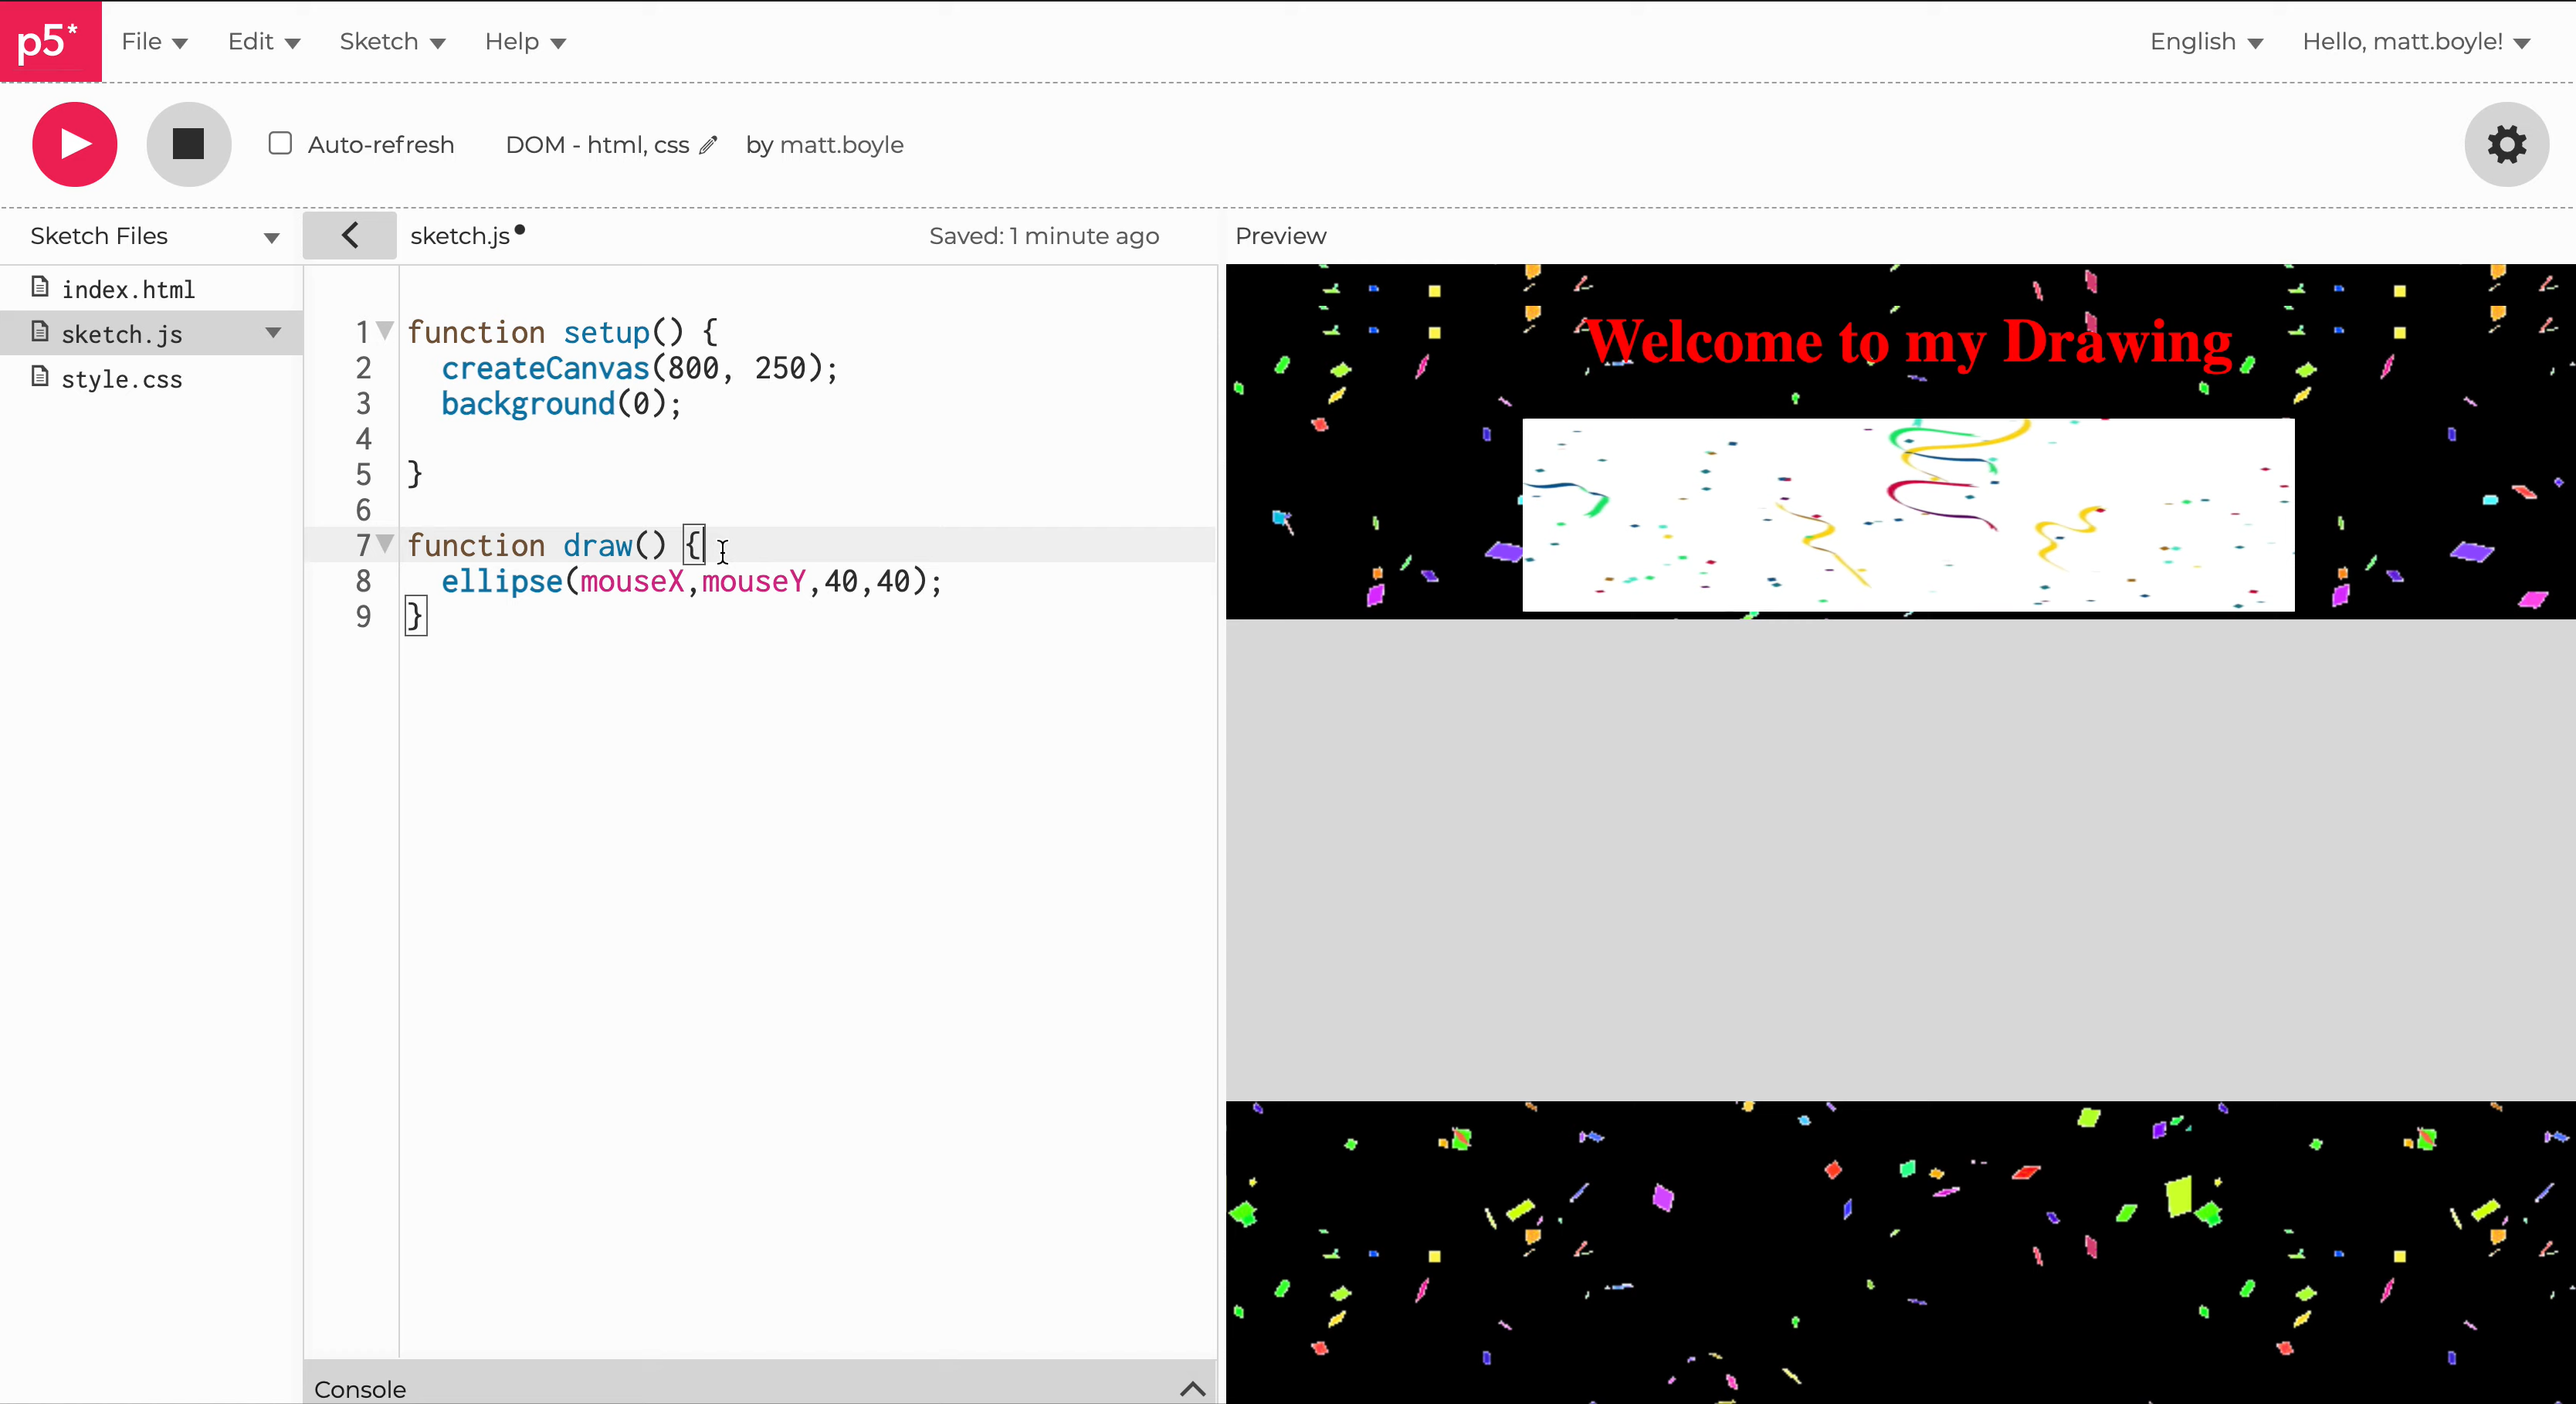 p5* File Edit Sketch Help English Hello, matt.boyle!
Auto-refresh DOM - html, css by matt.boyle
Sketch Files sketch.js Saved: 1 minute ago Preview
index.html
sketch.js
style.css
1 function setup() {
2 createCanvas(800, 250);
3 background(0);
4
5 }
6
7 function draw() {
8 ellipse(mouseX,mouseY,40,40);
9 }
Console
Welcome to my Drawing